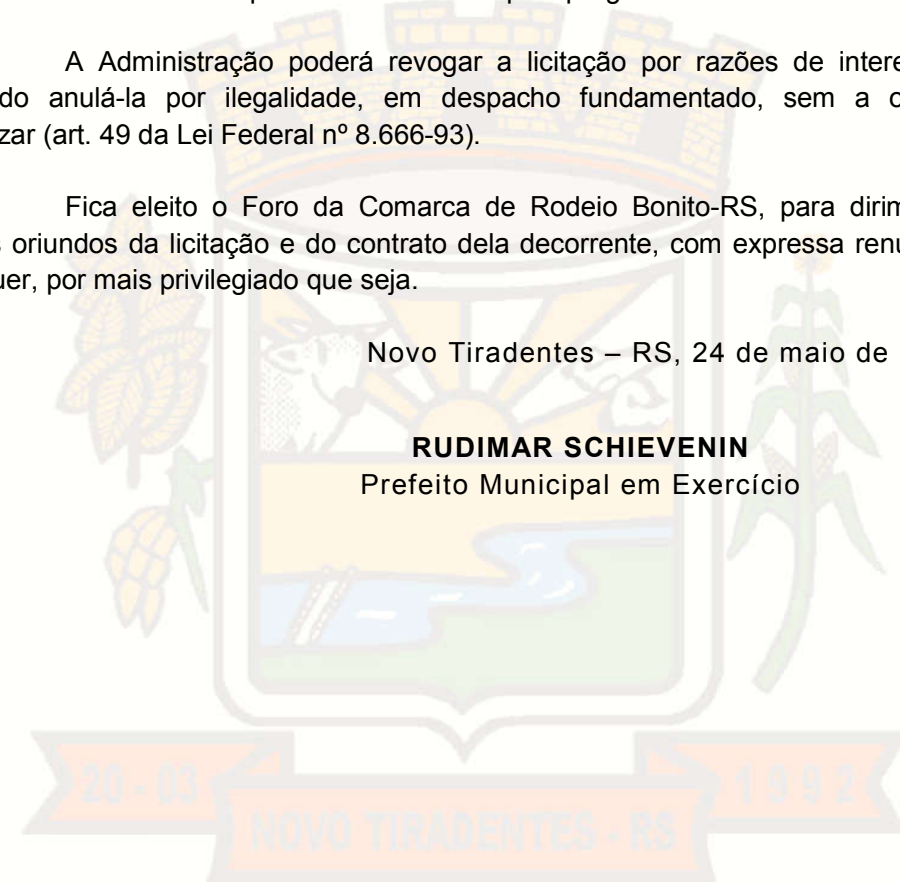 A Administração poderá revogar a licitação por razões de intere
do anulá-la por ilegalidade, em despacho fundamentado, sem a o
zar (art. 49 da Lei Federal nº 8.666-93).
Fica eleito o Foro da Comarca de Rodeio Bonito-RS, para dirim
s oriundos da licitação e do contrato dela decorrente, com expressa renu
uer, por mais privilegiado que seja.
Novo Tiradentes – RS, 24 de maio de
RUDIMAR SCHIEVENIN
Prefeito Municipal em Exercício
20 - 03 1992
NOVO TIRADENTES - RS